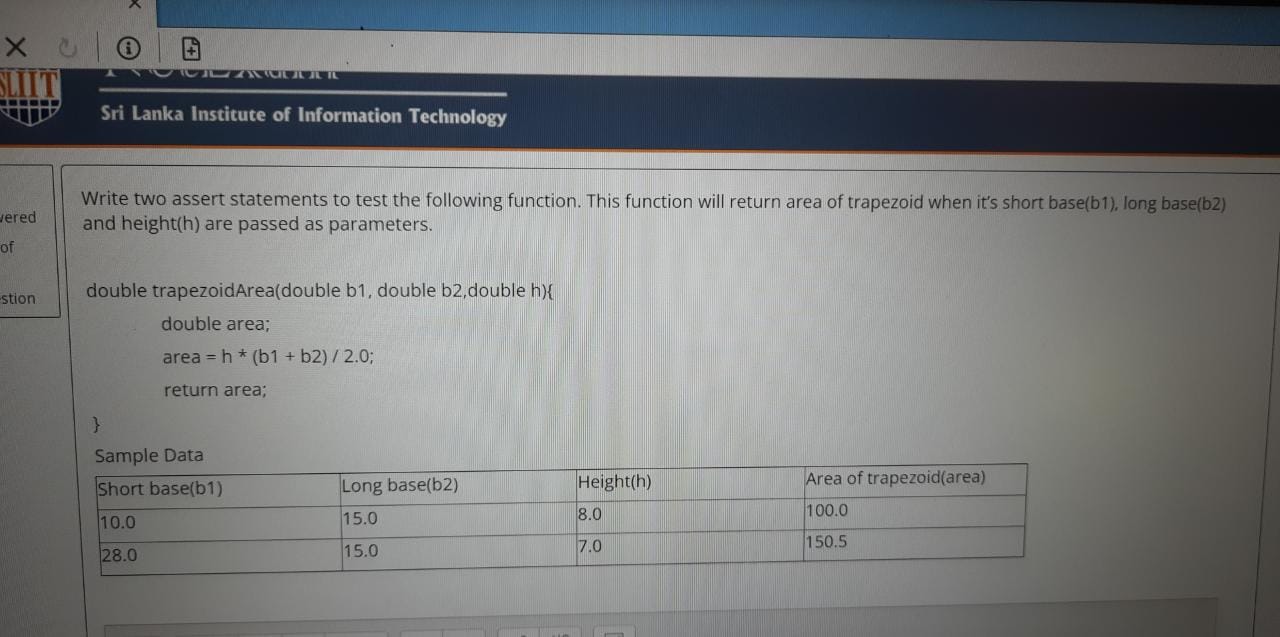 SLIIT
Sri Lanka Institute of Information Technology
vered
of
stion
Write two assert statements to test the following function. This function will return area of trapezoid when it's short base(b1), long base(b2)
and height(h) are passed as parameters.
double trapezoidArea(double b1, double b2,double h){
double area;
area = h * (b1 + b2) / 2.0;
return area;
}
Sample Data
Short base(b1) Long base(b2) Height(h) Area of trapezoid(area)
10.0 15.0 8.0 100.0
28.0 15.0 7.0 150.5